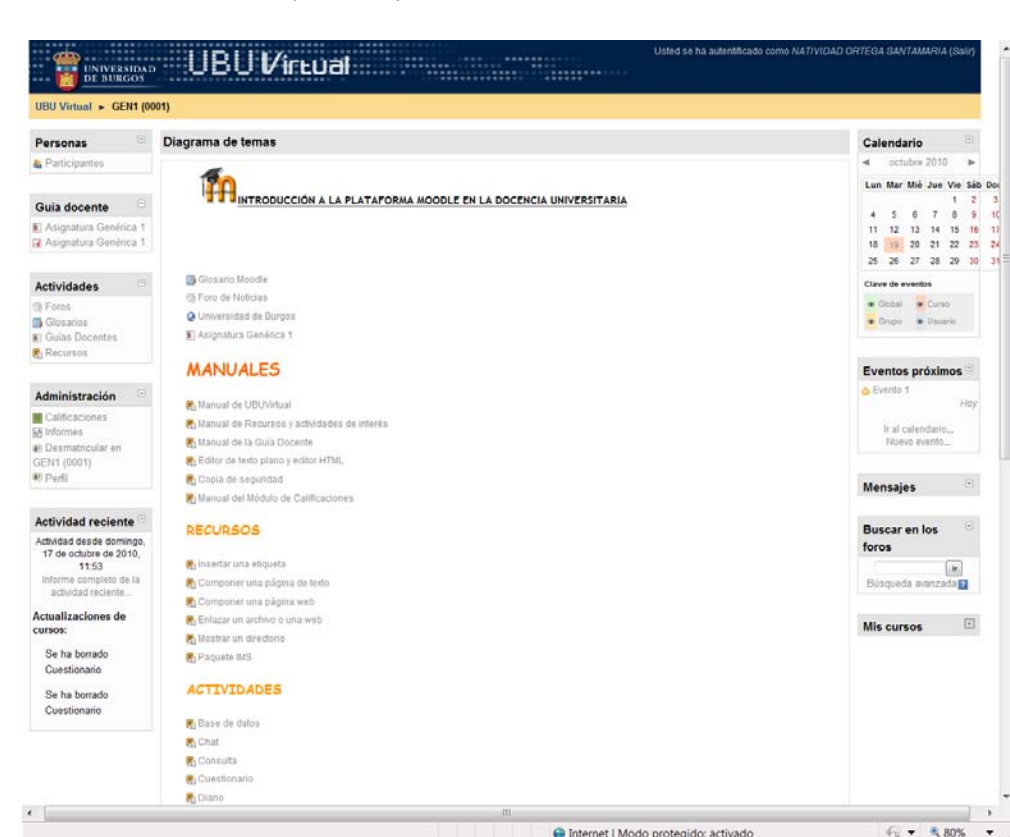 UNIVERSIDAD
DE BURGOS
UBUVirtual
Usted se ha autentificado como NATIVIDAD ORTEGA SANTAMARIA (Salir)
UBU Virtual ► GEN1 (0001)
Personas
Participantes
Guía docente
Asignatura Genérica 1
Asignatura Genérica 1
Actividades
Foros
Glosarios
Guías Docentes
Recursos
Administración
Calificaciones
Informes
Desmatricular en
GEN1 (0001)
Perfil
Actividad reciente
Actividad desde domingo,
17 de octubre de 2010,
11:53
Informe completo de la
actividad reciente...
Actualizaciones de
cursos:
Se ha borrado
Cuestionario
Se ha borrado
Cuestionario
Diagrama de temas
INTRODUCCIÓN A LA PLATAFORMA MOODLE EN LA DOCENCIA UNIVERSITARIA
Glosario Moodle
Foro de Noticias
Universidad de Burgos
Asignatura Genérica 1
MANUALES
Manual de UBUVirtual
Manual de Recursos y actividades de interés
Manual de la Guía Docente
Editor de texto plano y editor HTML
Copia de seguridad
Manual del Módulo de Calificaciones
RECURSOS
Insertar una etiqueta
Componer una página de texto
Componer una página web
Enlazar un archivo o una web
Mostrar un directorio
Paquete IMS
ACTIVIDADES
Base de datos
Chat
Consulta
Cuestionario
Diario
Calendario
◄ octubre 2010 ►
Lun Mar Mié Jue Vie Sáb Do
1 2 3
4 5 6 7 8 9 10
11 12 13 14 15 16 17
18 19 20 21 22 23 24
25 26 27 28 29 30 31
Clave de eventos
Global Curso
Grupo Usuario
Eventos próximos
Evento 1
Hoy
Ir al calendario...
Nuevo evento...
Mensajes
Buscar en los
foros
Ir
Búsqueda avanzada ?
Mis cursos
Internet | Modo protegido: activado
80%